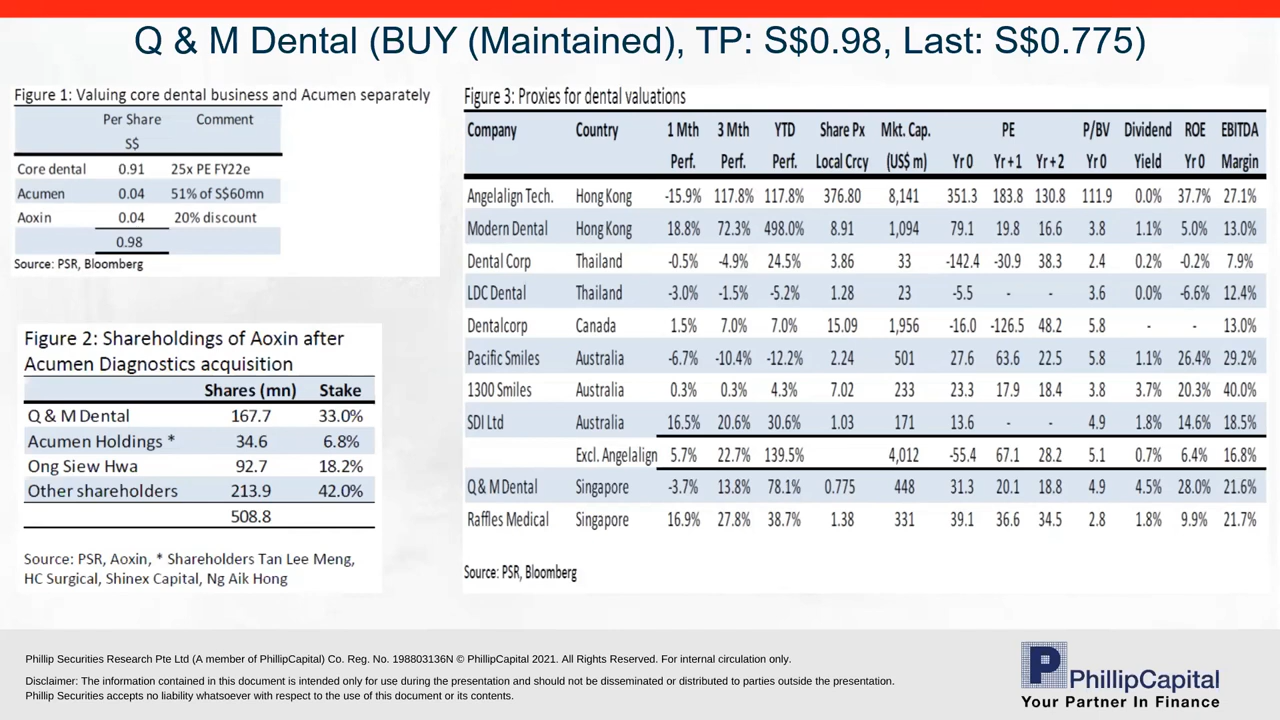 Q & M Dental (BUY (Maintained), TP: S$0.98, Last: S$0.775)
Figure 1: Valuing core dental business and Acumen separately
Per Share Comment
S$
Core dental 0.91 25x PE FY22e
Acumen 0.04 51% of S$60mn
Aoxin 0.04 20% discount
0.98
Source: PSR, Bloomberg
Figure 2: Shareholdings of Aoxin after
Acumen Diagnostics acquisition
Shares (mn) Stake
Q & M Dental 167.7 33.0%
Acumen Holdings * 34.6 6.8%
Ong Siew Hwa 92.7 18.2%
Other shareholders 213.9 42.0%
508.8
Source: PSR, Aoxin, * Shareholders Tan Lee Meng,
HC Surgical, Shinex Capital, Ng Aik Hong
Figure 3: Proxies for dental valuations
Company Country 1 Mth 3 Mth YTD Share Px Mkt. Cap. PE P/BV Dividend ROE EBITDA
Perf. Perf. Perf. Local Crcy (US$ m) Yr 0 Yr+1 Yr+2 Yr 0 Yield Yr 0 Margin
Angelalign Tech. Hong Kong -15.9% 117.8% 117.8% 376.80 8,141 351.3 183.8 130.8 111.9 0.0% 37.7% 27.1%
Modern Dental Hong Kong 18.8% 72.3% 498.0% 8.91 1,094 79.1 19.8 16.6 3.8 1.1% 5.0% 13.0%
Dental Corp Thailand -0.5% -4.9% 24.5% 3.86 33 -142.4 -30.9 38.3 2.4 0.2% -0.2% 7.9%
LDC Dental Thailand -3.0% -1.5% -5.2% 1.28 23 -5.5 - - 3.6 0.0% -6.6% 12.4%
Dentalcorp Canada 1.5% 7.0% 7.0% 15.09 1,956 -16.0 -126.5 48.2 5.8 - - 13.0%
Pacific Smiles Australia -6.7% -10.4% -12.2% 2.24 501 27.6 63.6 22.5 5.8 1.1% 26.4% 29.2%
1300 Smiles Australia 0.3% 0.3% 4.3% 7.02 233 23.3 17.9 18.4 3.8 3.7% 20.3% 40.0%
SDI Ltd Australia 16.5% 20.6% 30.6% 1.03 171 13.6 - - 4.9 1.8% 14.6% 18.5%
Excl. Angelalign 5.7% 22.7% 139.5% 4,012 -55.4 67.1 28.2 5.1 0.7% 6.4% 16.8%
Q & M Dental Singapore -3.7% 13.8% 78.1% 0.775 448 31.3 20.1 18.8 4.9 4.5% 28.0% 21.6%
Raffles Medical Singapore 16.9% 27.8% 38.7% 1.38 331 39.1 36.6 34.5 2.8 1.8% 9.9% 21.7%
Source: PSR, Bloomberg
Phillip Securities Research Pte Ltd (A member of PhillipCapital) Co. Reg. No. 198803136N © PhillipCapital 2021. All Rights Reserved. For internal circulation only.
Disclaimer: The information contained in this document is intended only for use during the presentation and should not be disseminated or distributed to parties outside the presentation.
Phillip Securities accepts no liability whatsoever with respect to the use of this document or its contents.
PhillipCapital
Your Partner In Finance